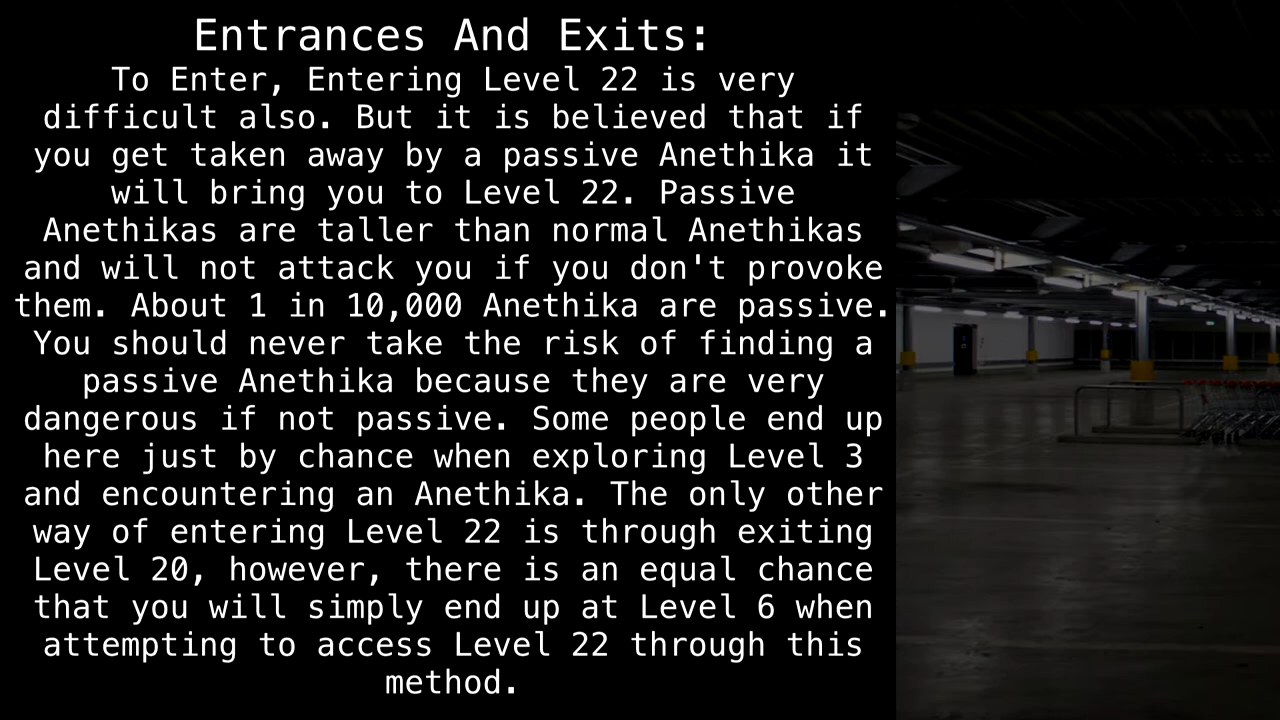 Entrances And Exits:
To Enter, Entering Level 22 is very
difficult also. But it is believed that if
you get taken away by a passive Anethika it
will bring you to Level 22. Passive
Anethikas are taller than normal Anethikas
and will not attack you if you don't provoke
them. About 1 in 10,000 Anethika are passive.
You should never take the risk of finding a
passive Anethika because they are very
dangerous if not passive. Some people end up
here just by chance when exploring Level 3
and encountering an Anethika. The only other
way of entering Level 22 is through exiting
Level 20, however, there is an equal chance
that you will simply end up at Level 6 when
attempting to access Level 22 through this
method.